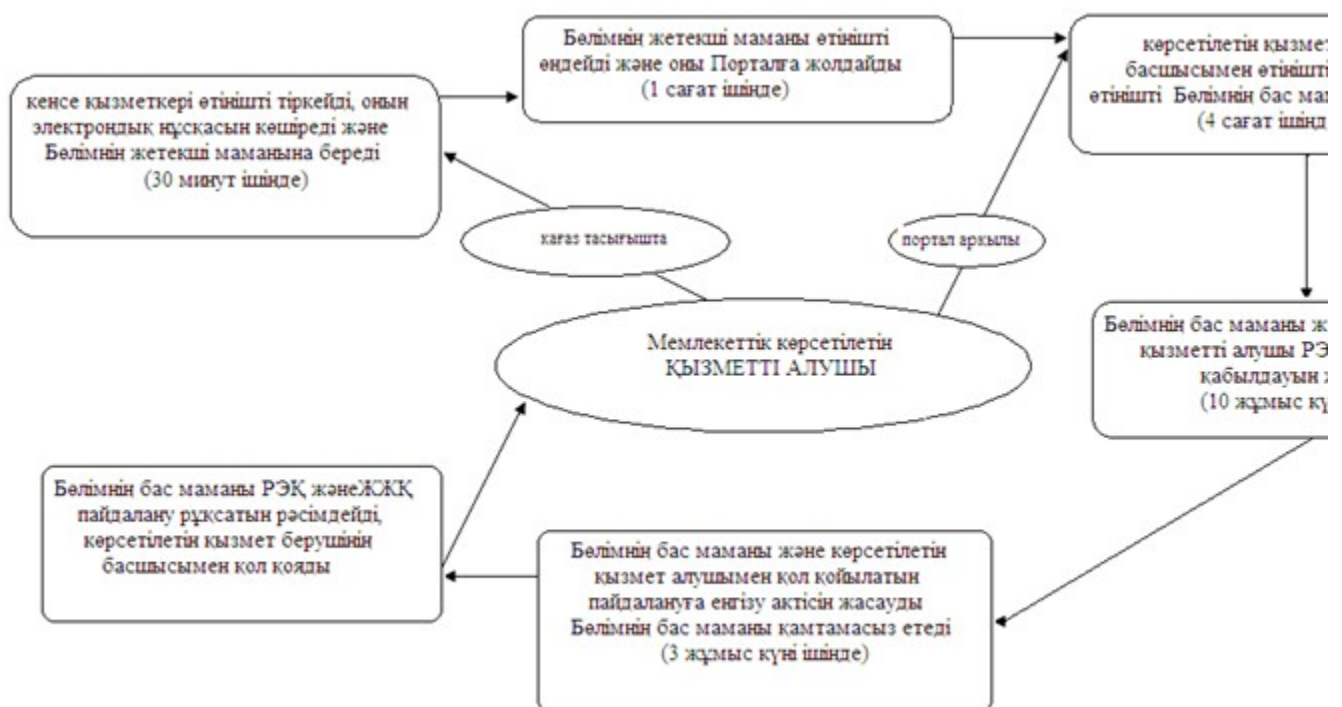 Бөлімнің жетекші маманы өтінішті
өңдейді және оны Порталға жолдайды
(1 сағат ішінде)
көрсетілетін қызмет
басшысымен өтінішті
өтінішті Бөлімнің бас
(4 сағат
кеңсе қызметкері өтінішті тіркейді, оның
электрондық нұсқасын көшіреді және
Бөлімнің жетекші маманына береді
(30 минут ішінде)
қағаз тасығышта
портал арқылы
Мемлекеттік көрсетілетін
ҚЫЗМЕТТІ АЛУШЫ
Бөлімнің бас маманы
қызметті алушы
қабылдауын
(10 жұмыс
Бөлімнің бас маманы РЭҚ жәнеЖЖҚ
пайдалану рұқсатын рәсімдейді,
көрсетілетін қызмет берушінің
басшысымен қол қояды
Бөлімнің бас маманы және көрсетілетін
қызмет алушымен қол қойылатын
пайдалануға енгізу актісін жасауды
Бөлімнің бас маманы қамтамасыз етеді
(3 жұмыс күні ішінде)